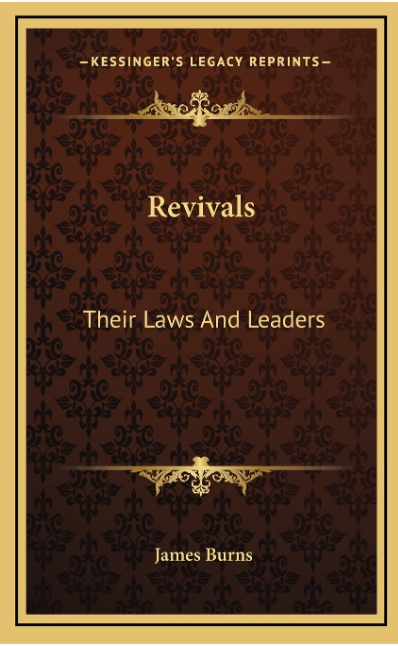 –KESSINGER'S LEGACY REPRINTS–
Revivals
Their Laws And Leaders
James Burns